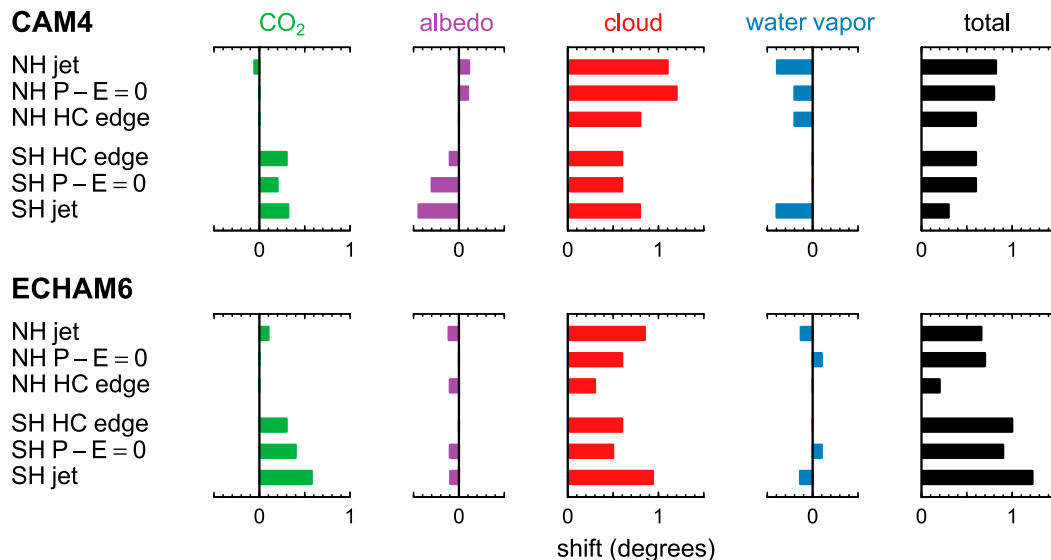 CAM4 CO₂ albedo cloud water vapor total
NH jet
NH P – E = 0
NH HC edge
SH HC edge
SH P – E = 0
SH jet
0 1 0 0 1 0 0 1
ECHAM6
NH jet
NH P – E = 0
NH HC edge
SH HC edge
SH P – E = 0
SH jet
0 1 0 0 1 0 0 1
shift (degrees)